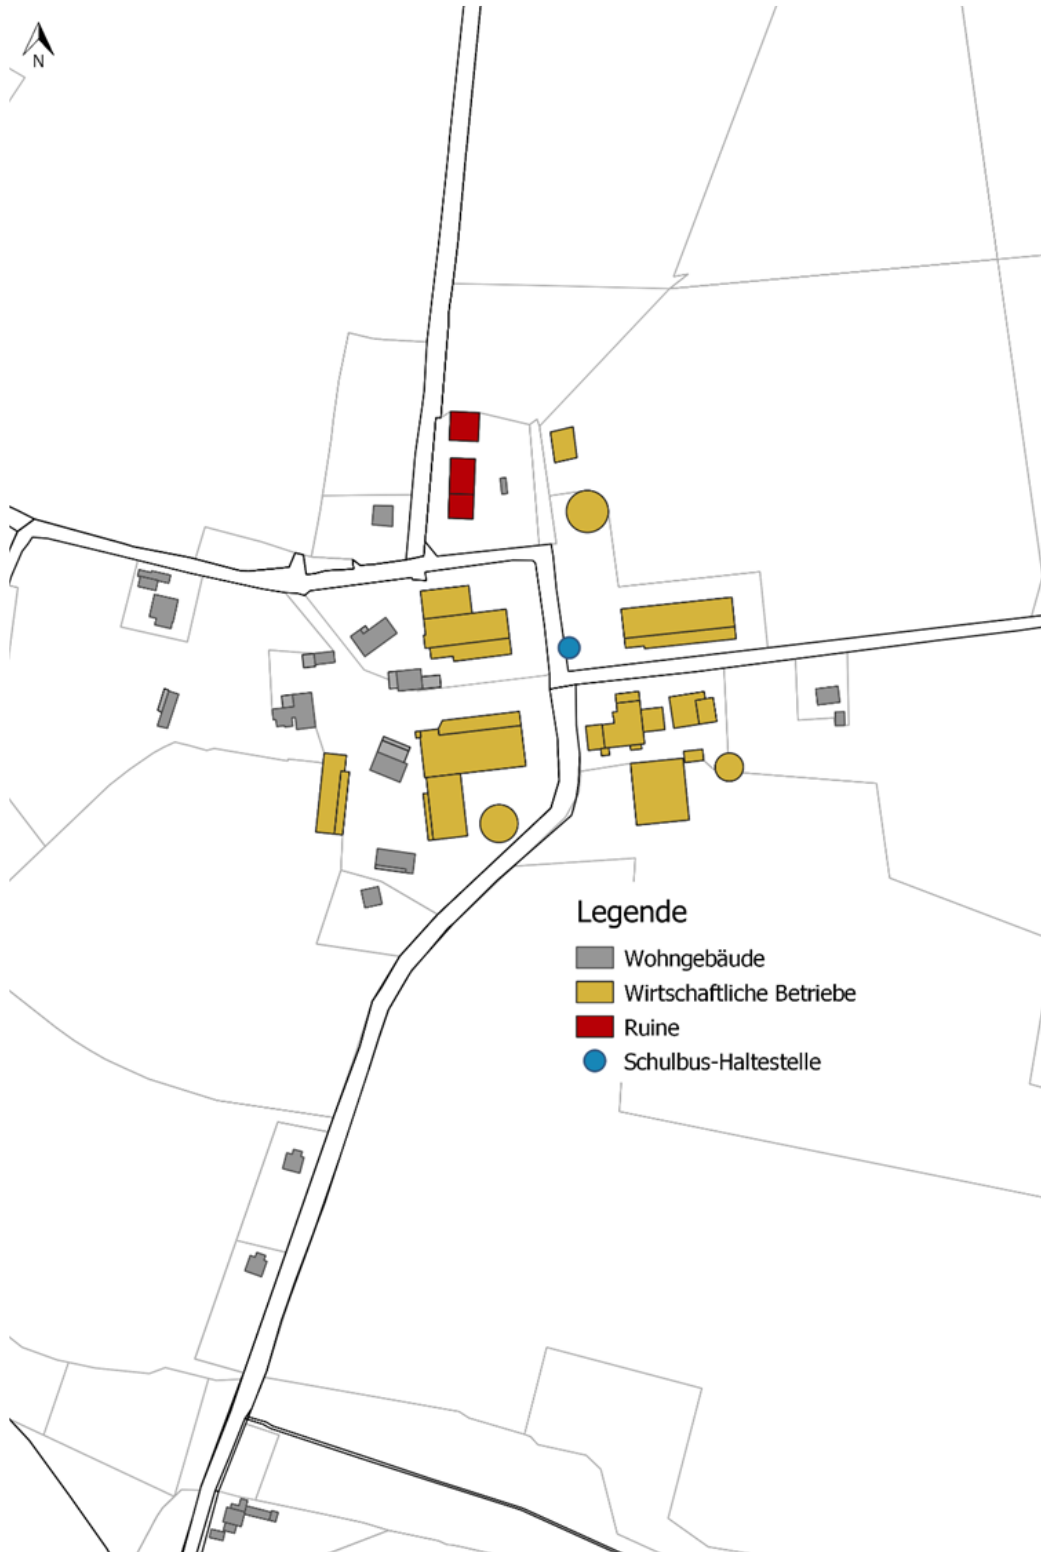 N
Legende
Wohngebäude
Wirtschaftliche Betriebe
Ruine
Schulbus-Haltestelle